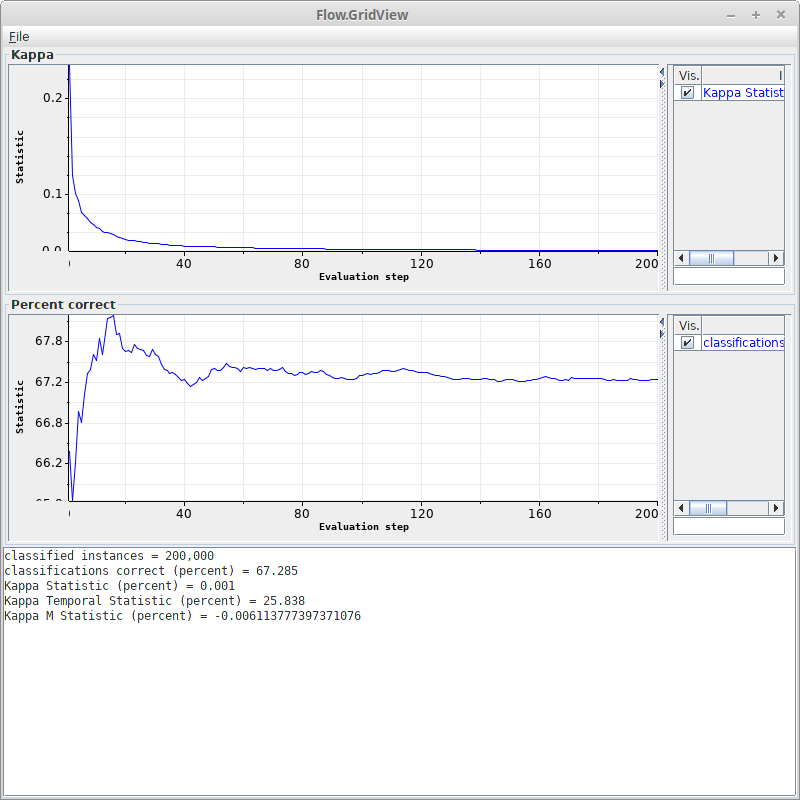 Flow.GridView
File
Kappa
Statistic
0.2
0.1
0.0
40
80
120
160
200
Evaluation step
Vis.
I
Kappa Statist
Percent correct
Statistic
67.8
67.2
66.8
66.2
65.8
40
80
120
160
200
Evaluation step
Vis.
classifications
classified instances = 200,000
classifications correct (percent) = 67.285
Kappa Statistic (percent) = 0.001
Kappa Temporal Statistic (percent) = 25.838
Kappa M Statistic (percent) = -0.006113777397371076